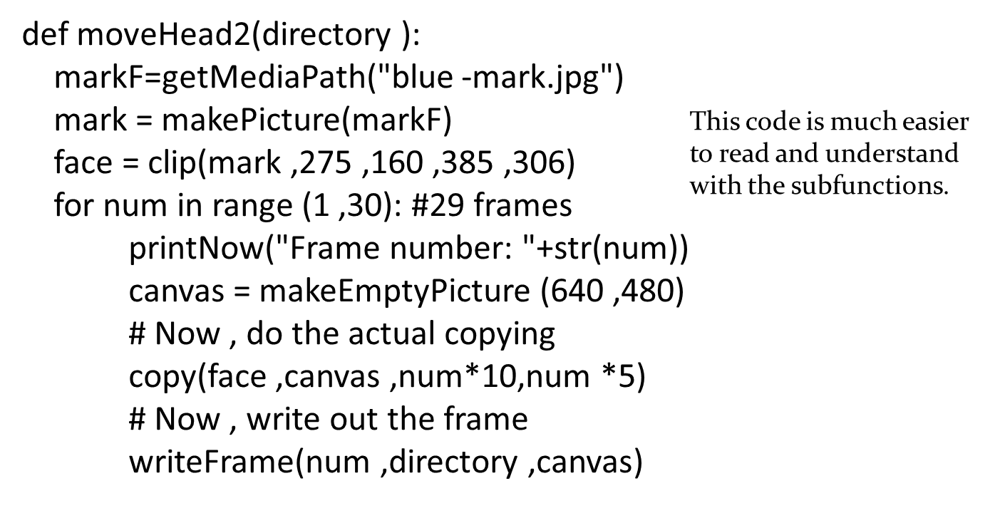 def moveHead2(directory ):
markF=getMediaPath("blue -mark.jpg")
mark = makePicture(markF)
face = clip(mark ,275 ,160 ,385 ,306)
for num in range (1 ,30): #29 frames
printNow("Frame number: "+str(num))
canvas = makeEmptyPicture (640 ,480)
# Now , do the actual copying
copy(face ,canvas ,num*10,num *5)
# Now , write out the frame
writeFrame(num ,directory ,canvas)
This code is much easier
to read and understand
with the subfunctions.